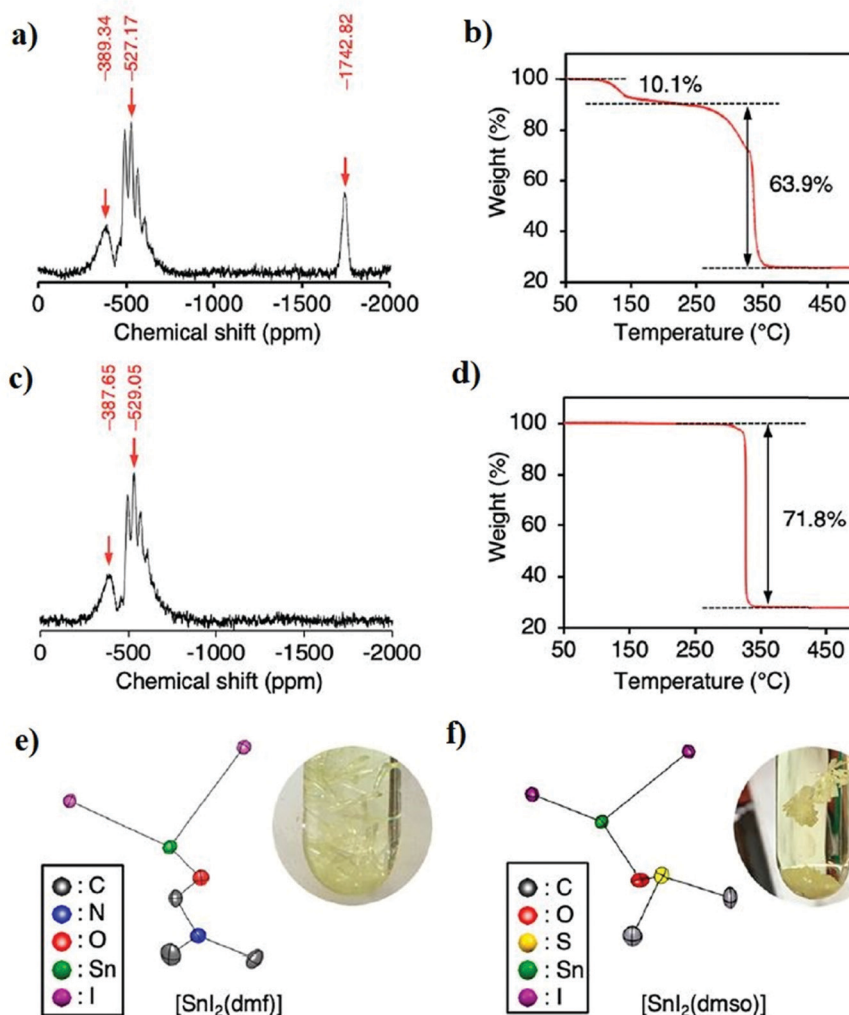 a)
-389.34
-527.17
-1742.82
0 -500 -1000 -1500 -2000
Chemical shift (ppm)
b)
Weight (%)
100
80
60
40
20
10.1%
63.9%
50 150 250 350 450
Temperature (°C)
c)
-387.65
-529.05
0 -500 -1000 -1500 -2000
Chemical shift (ppm)
d)
Weight (%)
100
80
60
40
20
71.8%
50 150 250 350 450
Temperature (°C)
e)
: C
: N
: O
: Sn
: I
[SnI₂(dmf)]
f)
: C
: O
: S
: Sn
: I
[SnI₂(dmso)]